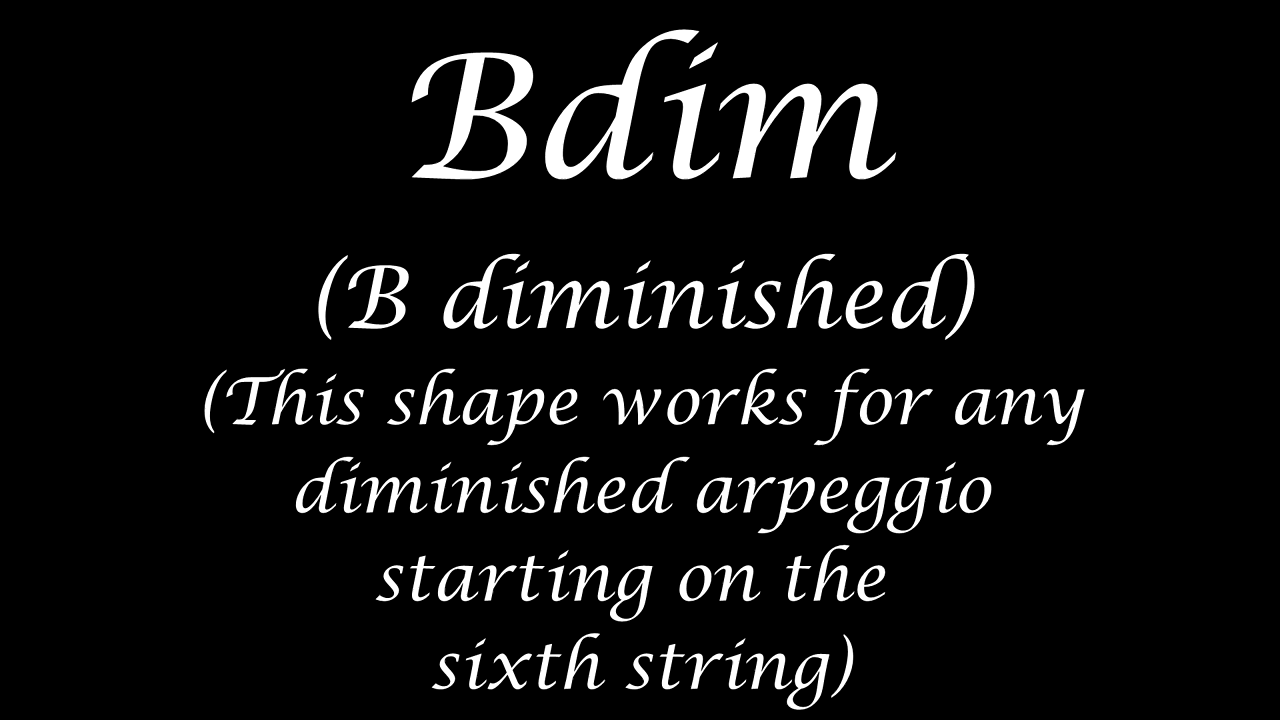 Bdim
(B diminished)
(This shape works for any
diminished arpeggio
starting on the
sixth string)